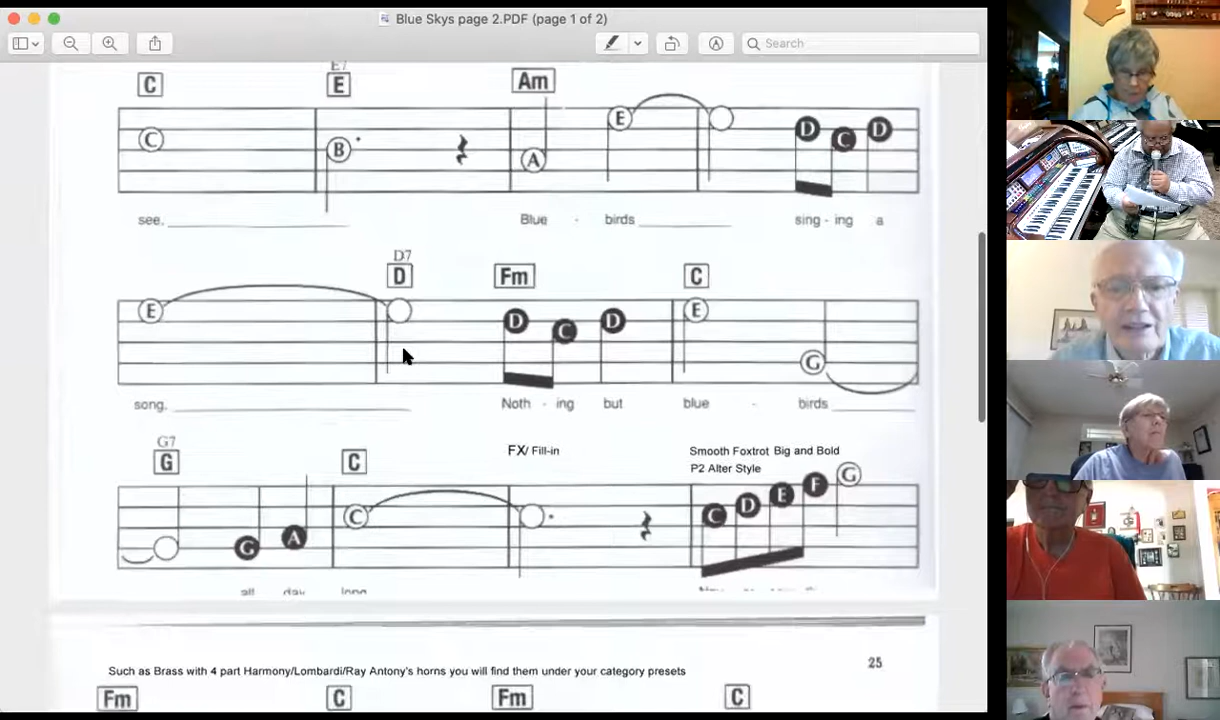 Blue Skys page 2.PDF (page 1 of 2)
Search
E7
C E Am
C B A E D C D
see. Blue - birds sing - ing a
D7
D Fm C
E D C D E G
song. Noth - ing but blue - birds
G7
G C FX/ Fill-in Smooth Foxtrot Big and Bold
P2 Alter Style
G A C C D E F G
all day long
25
Such as Brass with 4 part Harmony/Lombardi/Ray Antony's horns you will find them under your category presets
Fm C Fm C